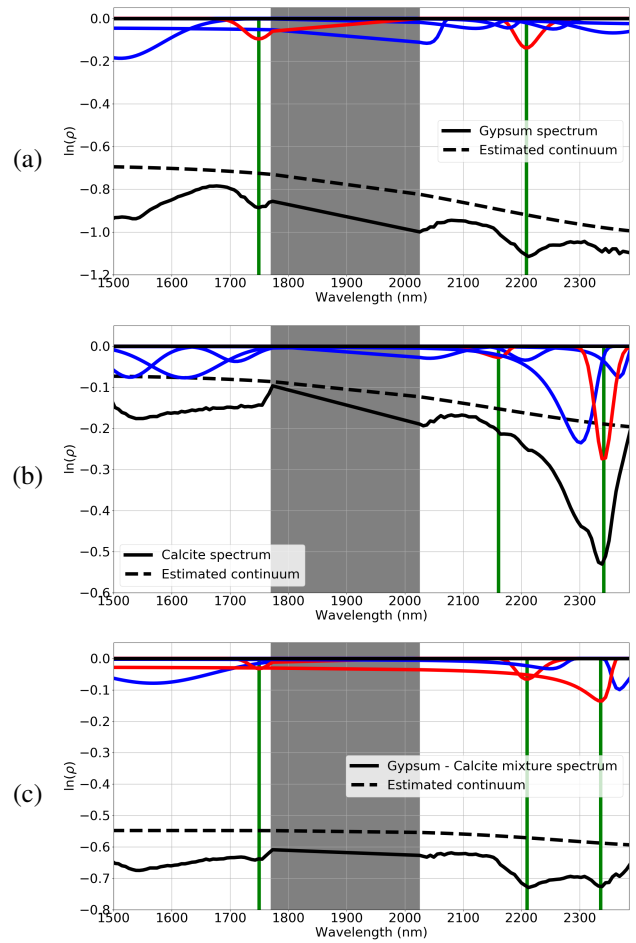 (a)
ln(ρ)
0.0
−0.2
−0.4
−0.6
−0.8
−1.0
−1.2
Gypsum spectrum
Estimated continuum
1500 1600 1700 1800 1900 2000 2100 2200 2300
Wavelength (nm)
(b)
ln(ρ)
0.0
−0.1
−0.2
−0.3
−0.4
−0.5
−0.6
Calcite spectrum
Estimated continuum
1500 1600 1700 1800 1900 2000 2100 2200 2300
Wavelength (nm)
(c)
ln(ρ)
0.0
−0.1
−0.2
−0.3
−0.4
−0.5
−0.6
−0.7
−0.8
Gypsum - Calcite mixture spectrum
Estimated continuum
1500 1600 1700 1800 1900 2000 2100 2200 2300
Wavelength (nm)